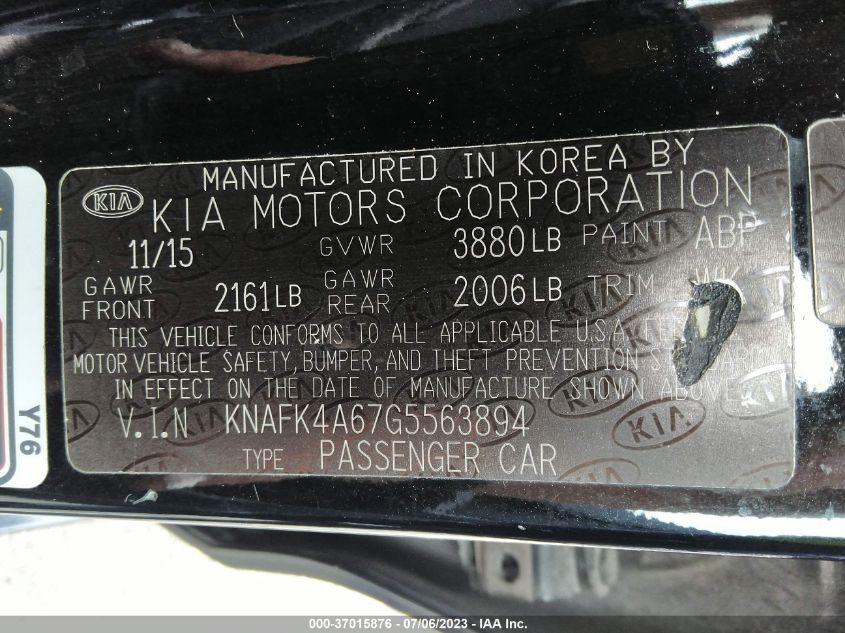 MANUFACTURED IN KOREA BY
KIA KIA MOTORS CORPORATION
11/15 GVWR 3880LB PAINT ABP
GAWR FRONT 2161LB GAWR REAR 2006LB TRIM WK
THIS VEHICLE CONFORMS TO ALL APPLICABLE U.S.A.
MOTOR VEHICLE SAFETY, BUMPER, AND THEFT PREVENTION
IN EFFECT ON THE DATE OF MANUFACTURE SHOWN ABOVE
V.I.N KNAFK4A67G5563894
TYPE PASSENGER CAR
Y76
000-37015876 / 07/06/2023 / IAA Inc.